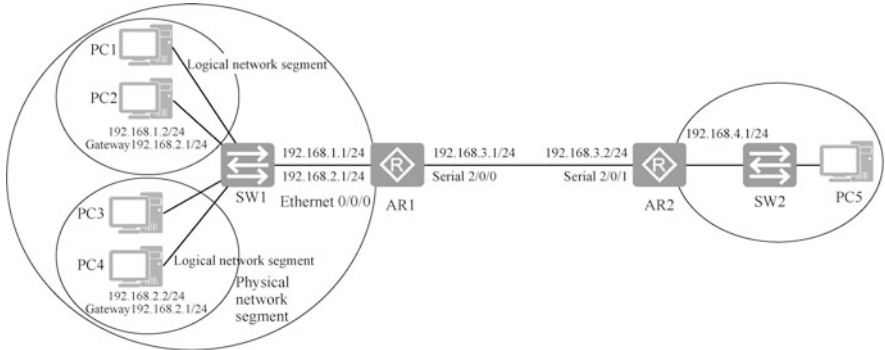 PC1
Logical network segment
PC2
192.168.1.2/24
Gateway192.168.2.1/24
192.168.1.1/24
192.168.2.1/24
SW1
Ethernet 0/0/0
R
AR1
192.168.3.1/24
Serial 2/0/0
192.168.3.2/24
Serial 2/0/1
R
AR2
192.168.4.1/24
SW2
PC5
PC3
PC4
Logical network segment
192.168.2.2/24
Gateway192.168.2.1/24
Physical
network
segment